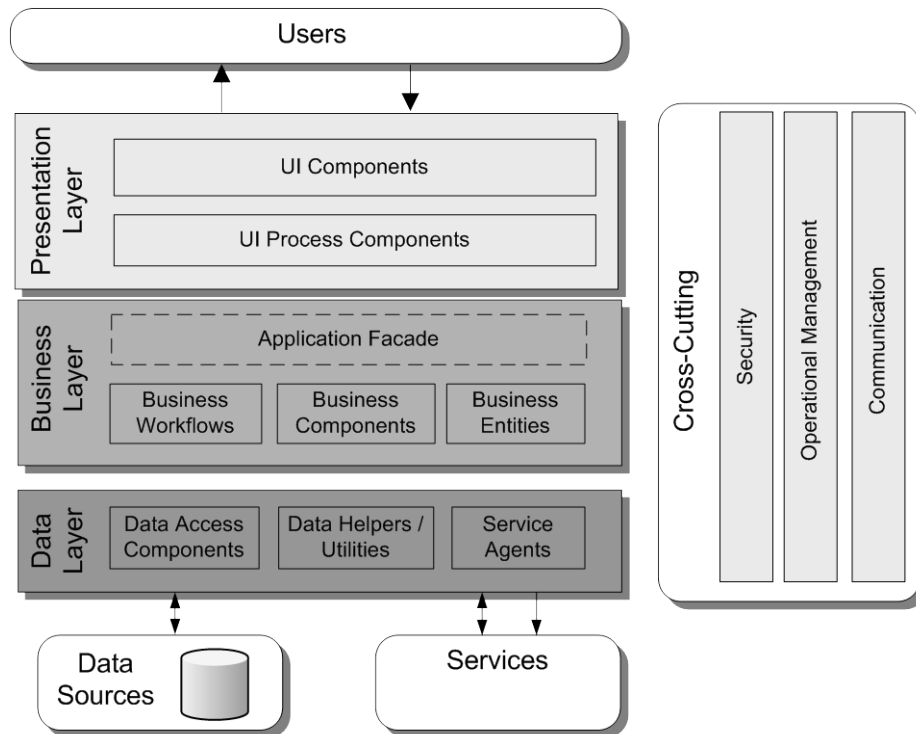 Users
Presentation
Layer
UI Components
UI Process Components
Business
Layer
Application Facade
Business
Workflows
Business
Components
Business
Entities
Data
Layer
Data Access
Components
Data Helpers /
Utilities
Service
Agents
Data
Sources
Services
Cross-Cutting
Security
Operational Management
Communication